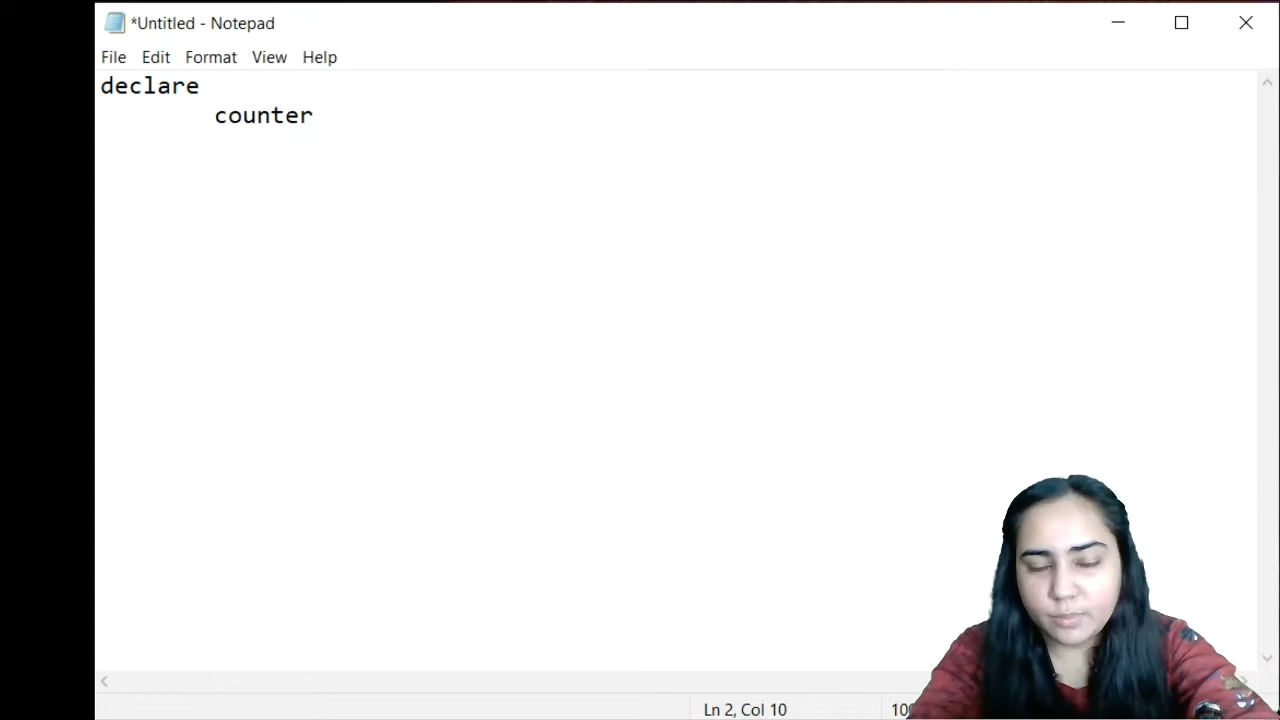 *Untitled - Notepad
File Edit Format View Help
declare
counter
Ln 2, Col 10